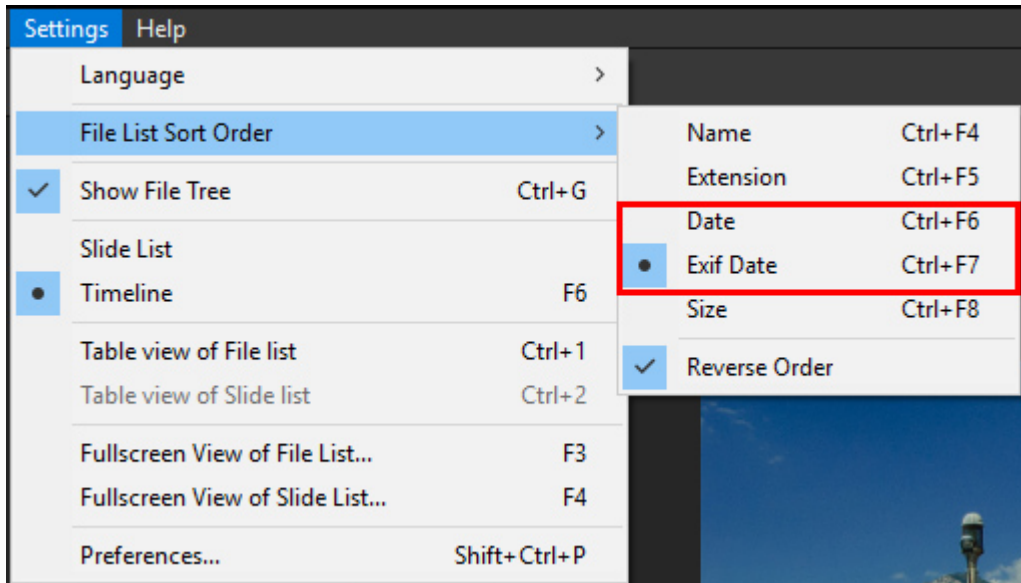 Settings Help
Language
File List Sort Order
Show File Tree Ctrl+G
Slide List
Timeline F6
Table view of File list Ctrl+1
Table view of Slide list Ctrl+2
Fullscreen View of File List... F3
Fullscreen View of Slide List... F4
Preferences... Shift+Ctrl+P
Name Ctrl+F4
Extension Ctrl+F5
Date Ctrl+F6
Exif Date Ctrl+F7
Size Ctrl+F8
Reverse Order